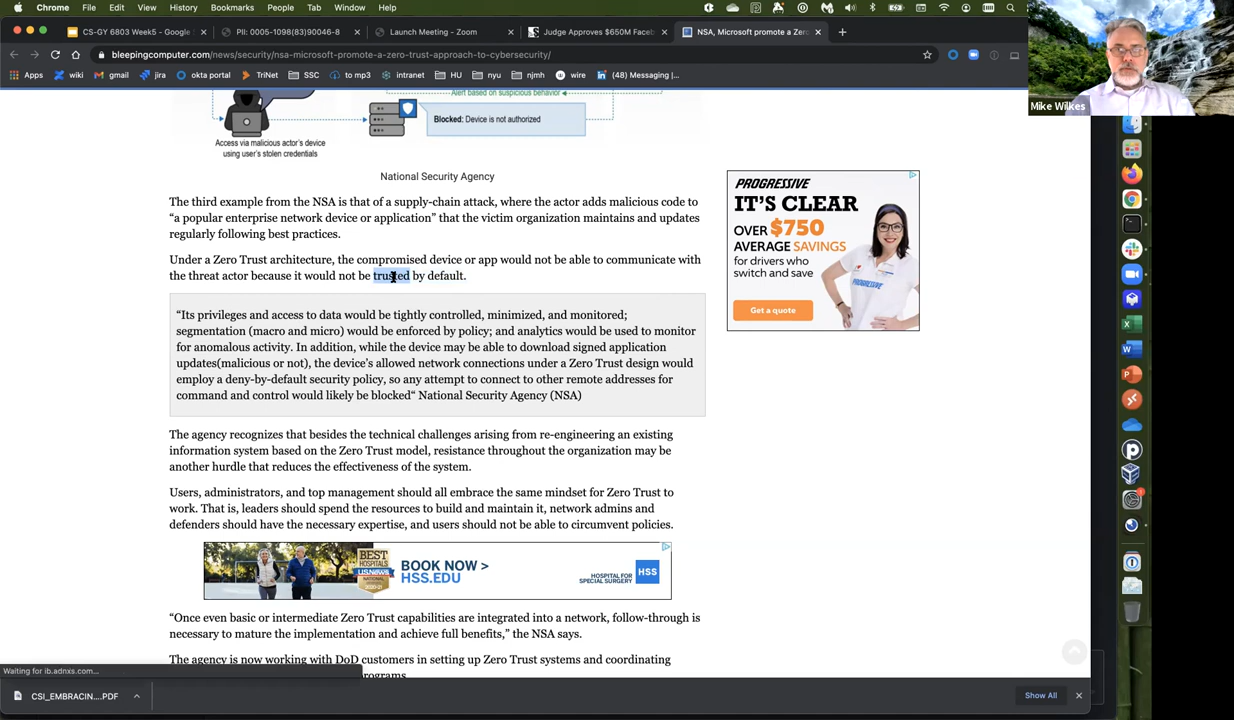 Chrome File Edit View History Bookmarks People Tab Window Help
CS-GY 6803 Week5 - Google
PII: 0005-1098(83)90046-8
Launch Meeting - Zoom
Judge Approves $650M Faceb
NSA, Microsoft promote a Zero
bleepingcomputer.com/news/security/nsa-microsoft-promote-a-zero-trust-approach-to-cybersecurity/
Apps wiki gmail jira okta portal TriNet SSC to mp3 intranet HU nyu njmh wire (48) Messaging |...
Mike Wilkes
Alert based on suspicious behavior
Blocked: Device is not authorized
Access via malicious actor's device
using user's stolen credentials
National Security Agency
The third example from the NSA is that of a supply-chain attack, where the actor adds malicious code to
“a popular enterprise network device or application” that the victim organization maintains and updates
regularly following best practices.
Under a Zero Trust architecture, the compromised device or app would not be able to communicate with
the threat actor because it would not be trusted by default.
“Its privileges and access to data would be tightly controlled, minimized, and monitored;
segmentation (macro and micro) would be enforced by policy; and analytics would be used to monitor
for anomalous activity. In addition, while the device may be able to download signed application
updates(malicious or not), the device’s allowed network connections under a Zero Trust design would
employ a deny-by-default security policy, so any attempt to connect to other remote addresses for
command and control would likely be blocked“ National Security Agency (NSA)
The agency recognizes that besides the technical challenges arising from re-engineering an existing
information system based on the Zero Trust model, resistance throughout the organization may be
another hurdle that reduces the effectiveness of the system.
Users, administrators, and top management should all embrace the same mindset for Zero Trust to
work. That is, leaders should spend the resources to build and maintain it, network admins and
defenders should have the necessary expertise, and users should not be able to circumvent policies.
BEST
HOSPITALS
U.S.NEWS
BOOK NOW >
HSS.EDU
HOSPITAL FOR
SPECIAL SURGERY
HSS
“Once even basic or intermediate Zero Trust capabilities are integrated into a network, follow-through is
necessary to mature the implementation and achieve full benefits,” the NSA says.
The agency is now working with DoD customers in setting up Zero Trust systems and coordinating
rograms.
PROGRESSIVE
IT'S CLEAR
OVER $750
AVERAGE SAVINGS
for drivers who
switch and save
Get a quote
Waiting for ib.adnxs.com...
CSI_EMBRACIN....PDF
Show All